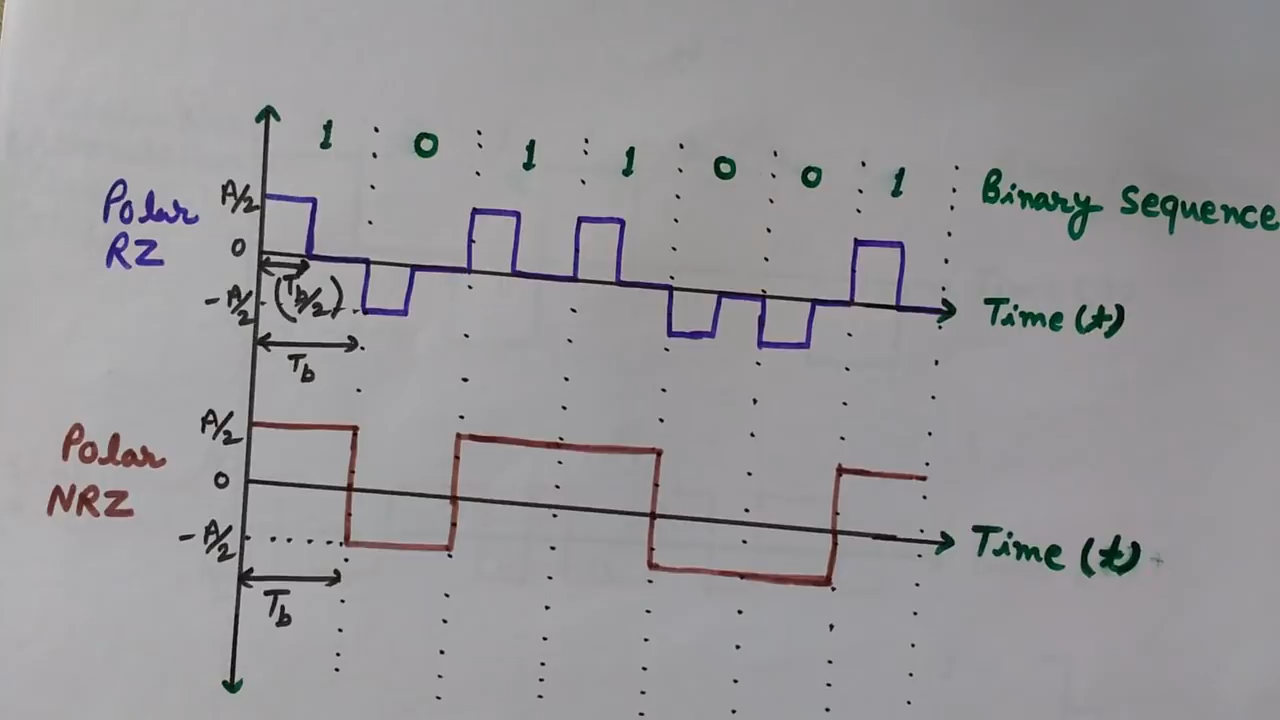 1 0 1 1 0 0 1 Binary Sequence
Polar
RZ
A/2
0
-A/2
(Tb/2)
Tb
Time (t)
Polar
NRZ
A/2
0
-A/2
Tb
Time (t)